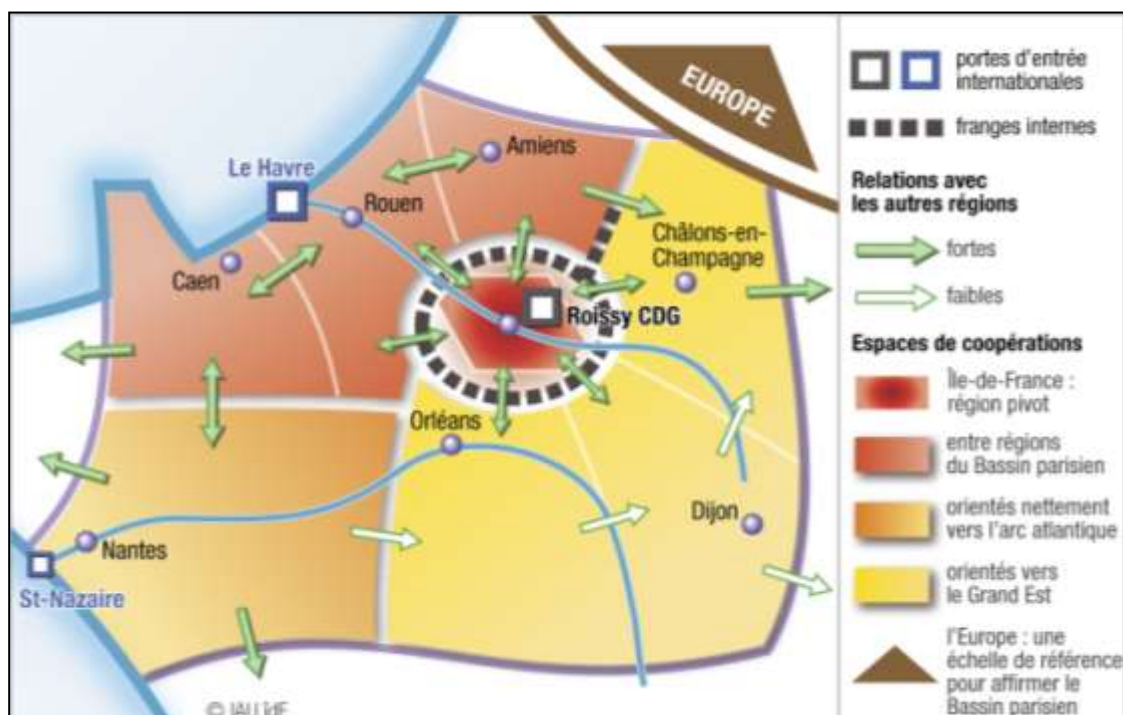 EUROPE
Amiens
Le Havre
Rouen
Châlons-en-
Champagne
Caen
Roissy CDG
Orléans
Dijon
Nantes
St-Nazaire
© IAU îdF
portes d'entrée
internationales
franges internes
Relations avec
les autres régions
fortes
faibles
Espaces de coopérations
Île-de-France :
région pivot
entre régions
du Bassin parisien
orientés nettement
vers l'arc atlantique
orientés vers
le Grand Est
l'Europe : une
échelle de référence
pour affirmer le
Bassin parisien